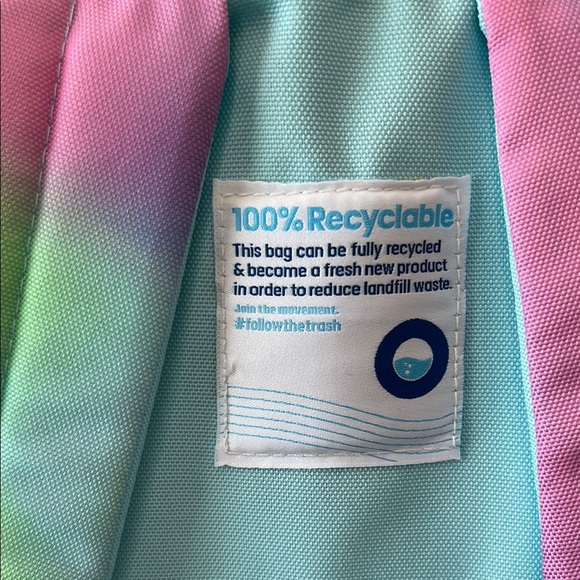 100% Recyclable
This bag can be fully recycled
& become a fresh new product
in order to reduce landfill waste.
Join the movement.
#followthetrash